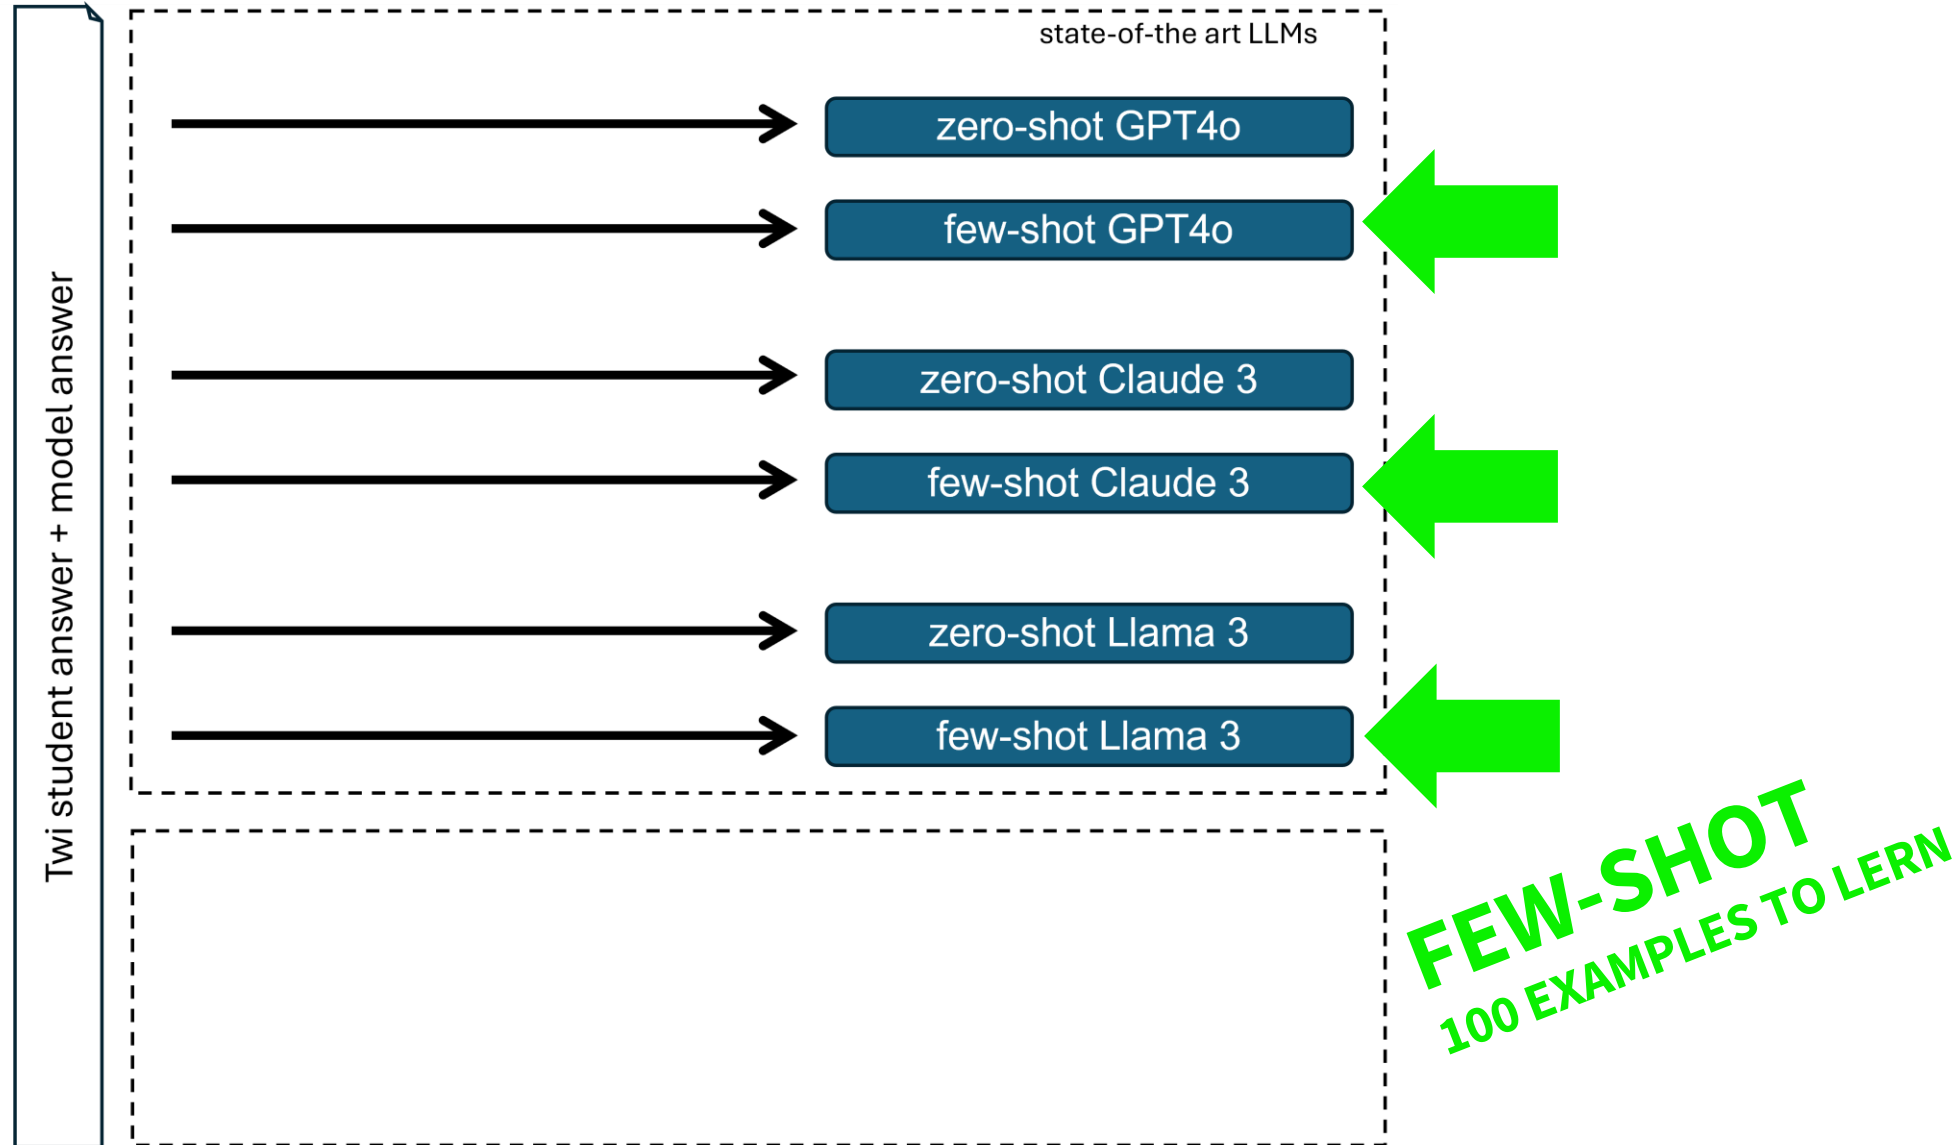 Twi student answer + model answer
state-of-the art LLMs
zero-shot GPT4o
few-shot GPT4o
zero-shot Claude 3
few-shot Claude 3
zero-shot Llama 3
few-shot Llama 3
FEW-SHOT
100 EXAMPLES TO LERN